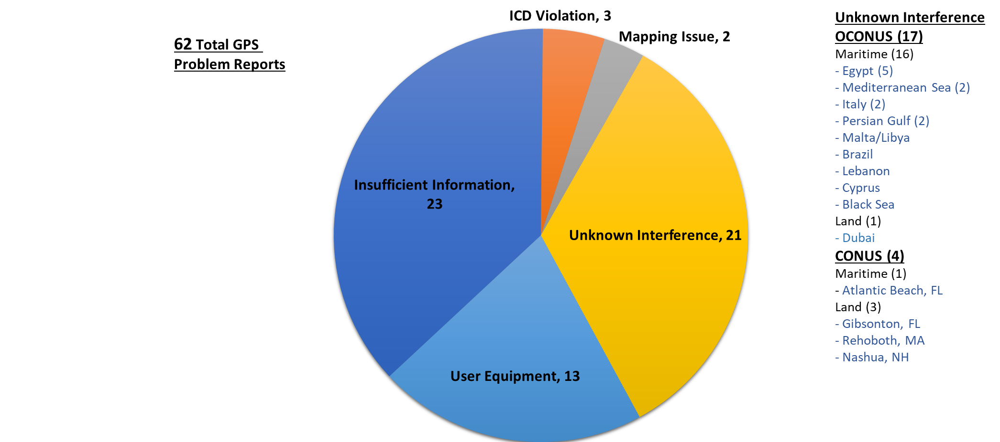 62 Total GPS
Problem Reports
ICD Violation, 3
Mapping Issue, 2
Insufficient Information,
23
Unknown Interference, 21
User Equipment, 13
Unknown Interference
OCONUS (17)
Maritime (16)
- Egypt (5)
- Mediterranean Sea (2)
- Italy (2)
- Persian Gulf (2)
- Malta/Libya
- Brazil
- Lebanon
- Cyprus
- Black Sea
Land (1)
- Dubai
CONUS (4)
Maritime (1)
- Atlantic Beach, FL
Land (3)
- Gibsonton, FL
- Rehoboth, MA
- Nashua, NH